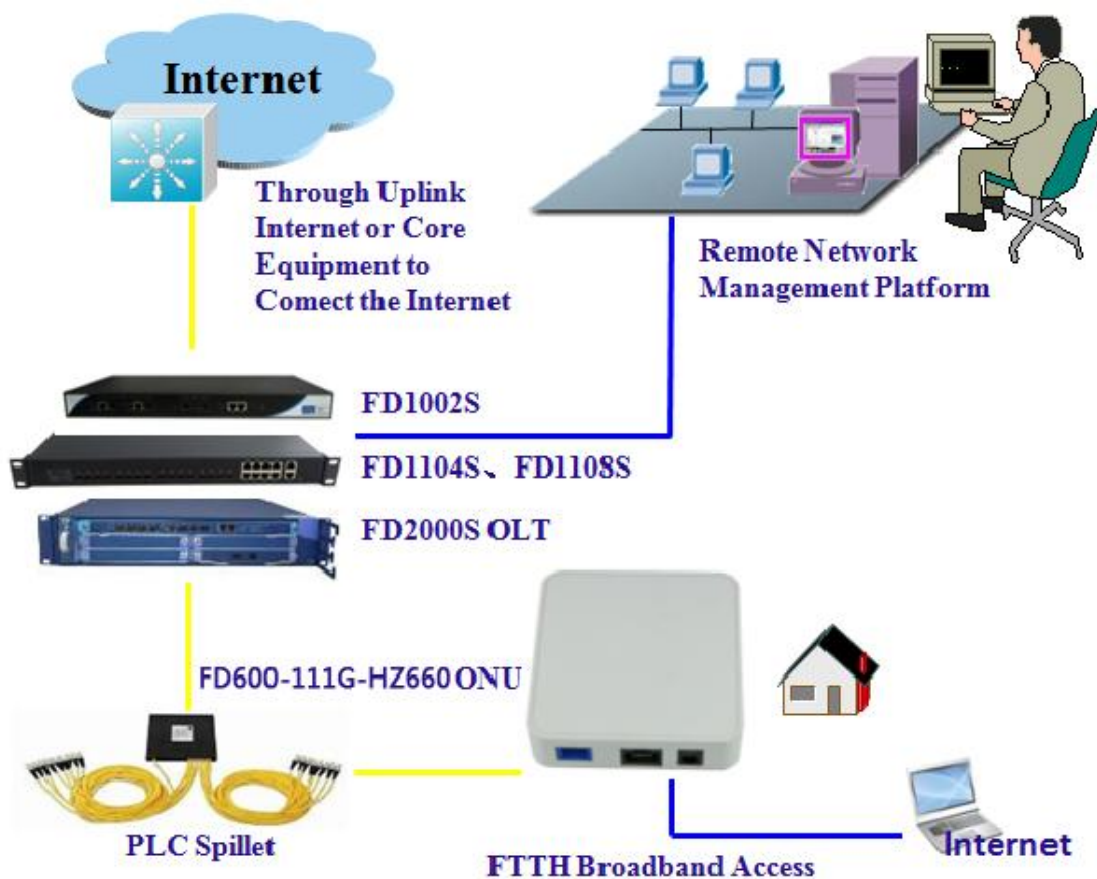 Internet
Through Uplink
Internet or Core
Equipment to
Comect the Internet
Remote Network
Management Platform
FD1002S
FD1104S、FD1108S
FD2000S OLT
FD600-111G-HZ660 ONU
PLC Spillet
FTTH Broadband Access
Internet